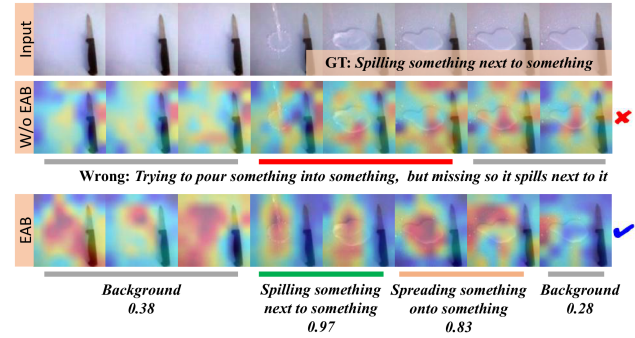 Input
GT: Spilling something next to something
W/o EAB
Wrong: Trying to pour something into something, but missing so it spills next to it
EAB
Background
0.38
Spilling something
next to something
0.97
Spreading something
onto something
0.83
Background
0.28